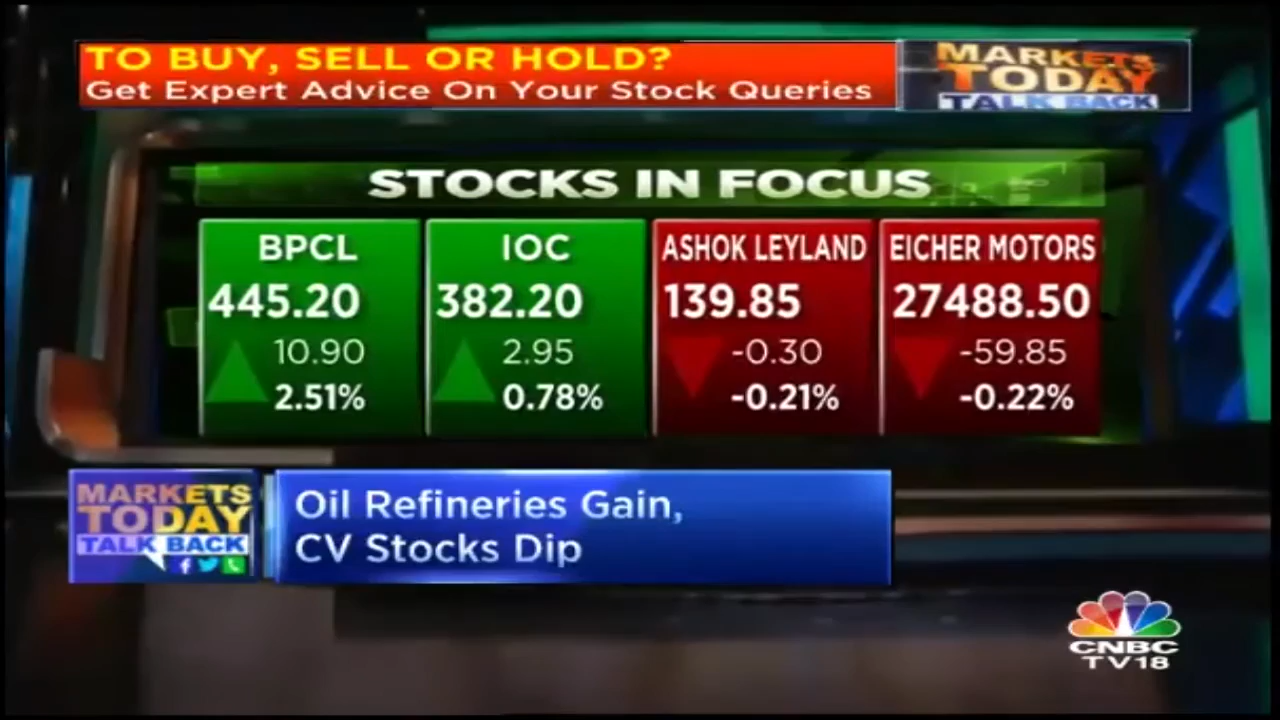 TO BUY, SELL OR HOLD?
Get Expert Advice On Your Stock Queries
MARKETS
TODAY
TALK BACK
STOCKS IN FOCUS
BPCL
445.20
10.90
2.51%
IOC
382.20
2.95
0.78%
ASHOK LEYLAND
139.85
-0.30
-0.21%
EICHER MOTORS
27488.50
-59.85
-0.22%
MARKETS
TODAY
TALK BACK
Oil Refineries Gain,
CV Stocks Dip
CNBC
TV18